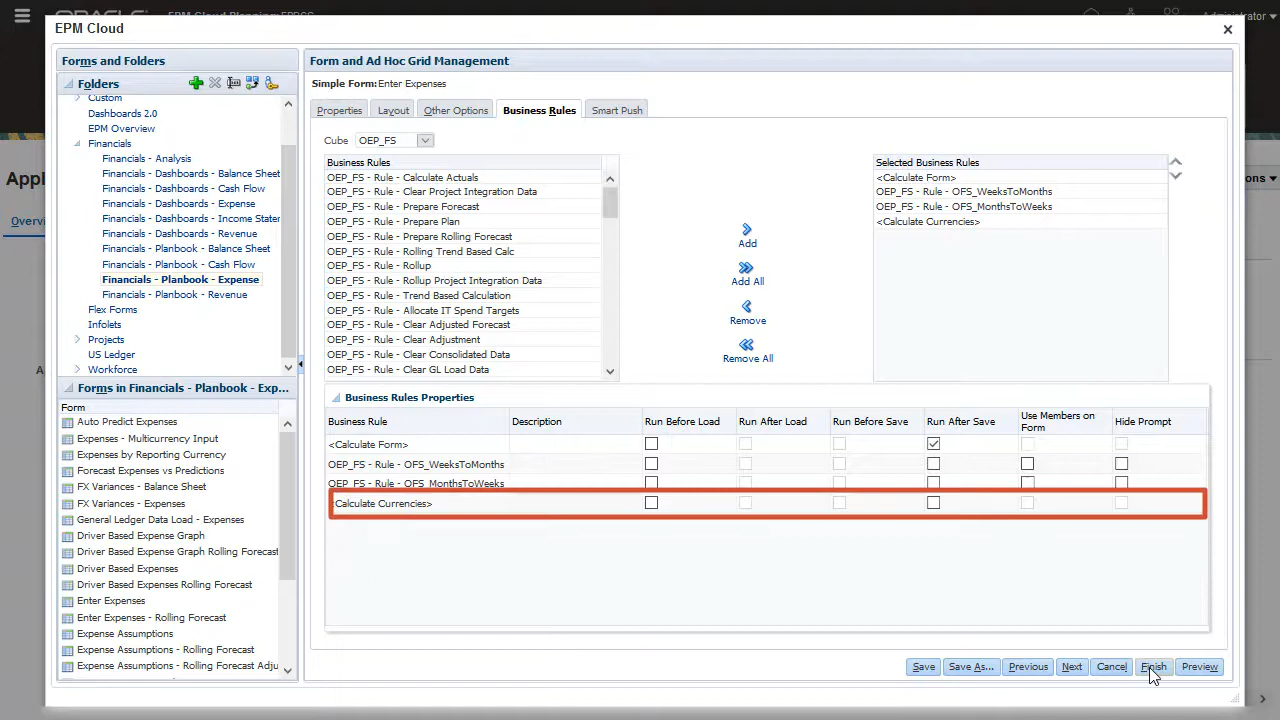 EPM Cloud
Forms and Folders
Folders
Custom
Dashboards 2.0
EPM Overview
Financials
Financials - Analysis
Financials - Dashboards - Balance Sheet
Financials - Dashboards - Cash Flow
Financials - Dashboards - Expense
Financials - Dashboards - Income Stater
Financials - Dashboards - Revenue
Financials - Planbook - Balance Sheet
Financials - Planbook - Cash Flow
Financials - Planbook - Expense
Financials - Planbook - Revenue
Flex Forms
Infolets
Projects
US Ledger
Workforce
Forms in Financials - Planbook - Exp...
Form
Auto Predict Expenses
Expenses - Multicurrency Input
Expenses by Reporting Currency
Forecast Expenses vs Predictions
FX Variances - Balance Sheet
FX Variances - Expenses
General Ledger Data Load - Expenses
Driver Based Expense Graph
Driver Based Expense Graph Rolling Forecast
Driver Based Expenses
Driver Based Expenses Rolling Forecast
Enter Expenses
Enter Expenses - Rolling Forecast
Expense Assumptions
Expense Assumptions - Rolling Forecast
Expense Assumptions - Rolling Forecast Adju
Form and Ad Hoc Grid Management
Simple Form:Enter Expenses
Properties Layout Other Options Business Rules Smart Push
Cube OEP_FS
Business Rules
OEP_FS - Rule - Calculate Actuals
OEP_FS - Rule - Clear Project Integration Data
OEP_FS - Rule - Prepare Forecast
OEP_FS - Rule - Prepare Plan
OEP_FS - Rule - Prepare Rolling Forecast
OEP_FS - Rule - Rolling Trend Based Calc
OEP_FS - Rule - Rollup
OEP_FS - Rule - Rollup Project Integration Data
OEP_FS - Rule - Trend Based Calculation
OEP_FS - Rule - Allocate IT Spend Targets
OEP_FS - Rule - Clear Adjusted Forecast
OEP_FS - Rule - Clear Adjustment
OEP_FS - Rule - Clear Consolidated Data
OEP_FS - Rule - Clear GL Load Data
Add
Add All
Remove
Remove All
Selected Business Rules
<Calculate Form>
OEP_FS - Rule - OFS_WeeksToMonths
OEP_FS - Rule - OFS_MonthsToWeeks
<Calculate Currencies>
Business Rules Properties
Business Rule Description Run Before Load Run After Load Run Before Save Run After Save Use Members on Form Hide Prompt
<Calculate Form>
OEP_FS - Rule - OFS_WeeksToMonths
OEP_FS - Rule - OFS_MonthsToWeeks
<Calculate Currencies>
Save Save As... Previous Next Cancel Finish Preview
Administrator
Appl
Overvi
ons
A